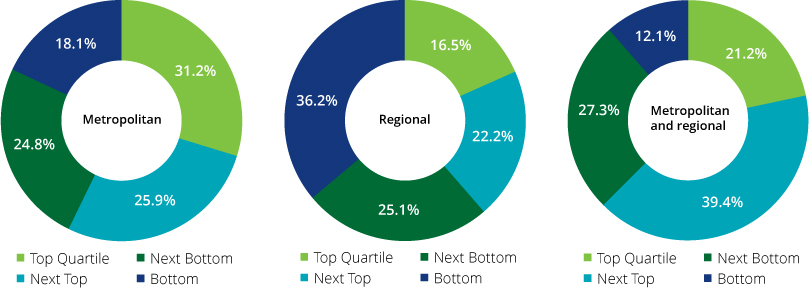 18.1%
31.2%
24.8%
25.9%
Metropolitan
Top Quartile
Next Bottom
Next Top
Bottom
16.5%
36.2%
22.2%
25.1%
Regional
Top Quartile
Next Bottom
Next Top
Bottom
12.1%
21.2%
27.3%
39.4%
Metropolitan
and regional
Top Quartile
Next Bottom
Next Top
Bottom